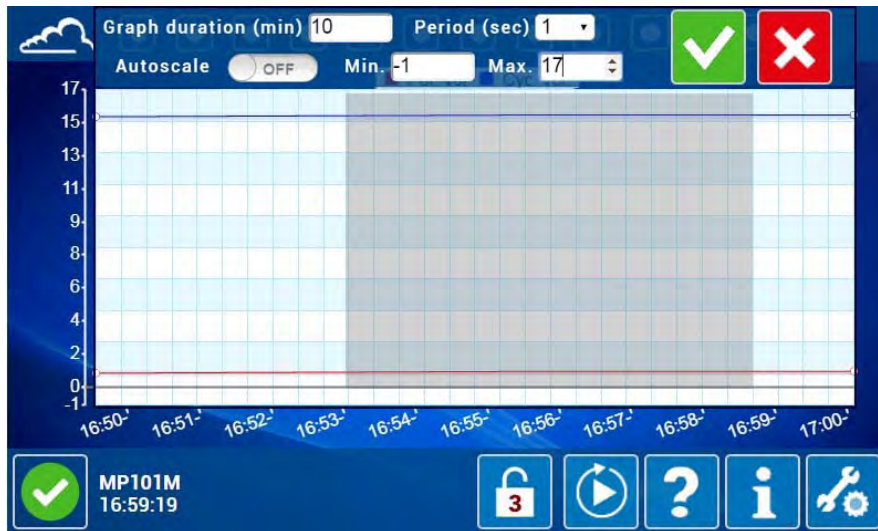 Graph duration (min) 10 Period (sec) 1
Autoscale OFF Min. -1 Max. 17
17
15
13
11
9
8
6
4
2
0
-1
16:50 16:51 16:52 16:53 16:54 16:55 16:56 16:57 16:58 16:59 17:00
MP101M
16:59:19
3
?
i